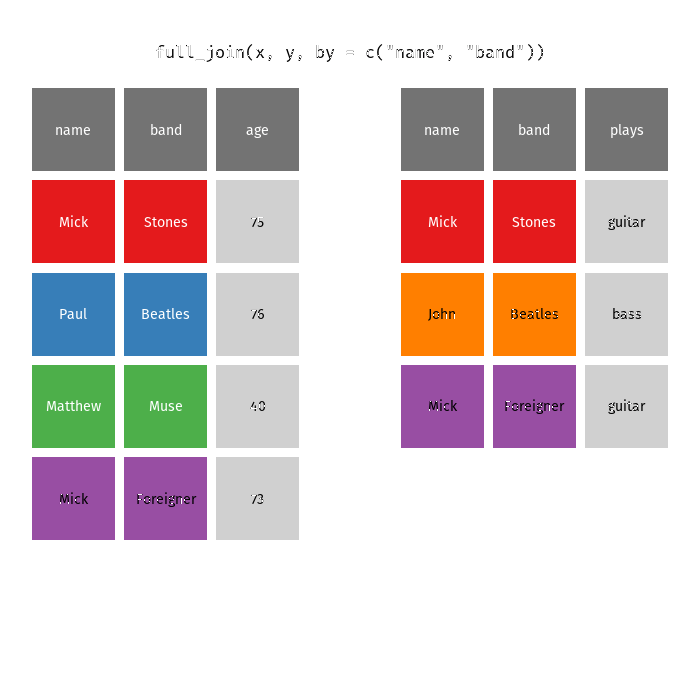 full_join(x, y, by = c("name", "band"))
name band age name band plays
Mick Stones 75 Mick Stones guitar
Paul Beatles 76 John Beatles bass
Matthew Muse 40 Mick Foreigner guitar
Mick Foreigner 73